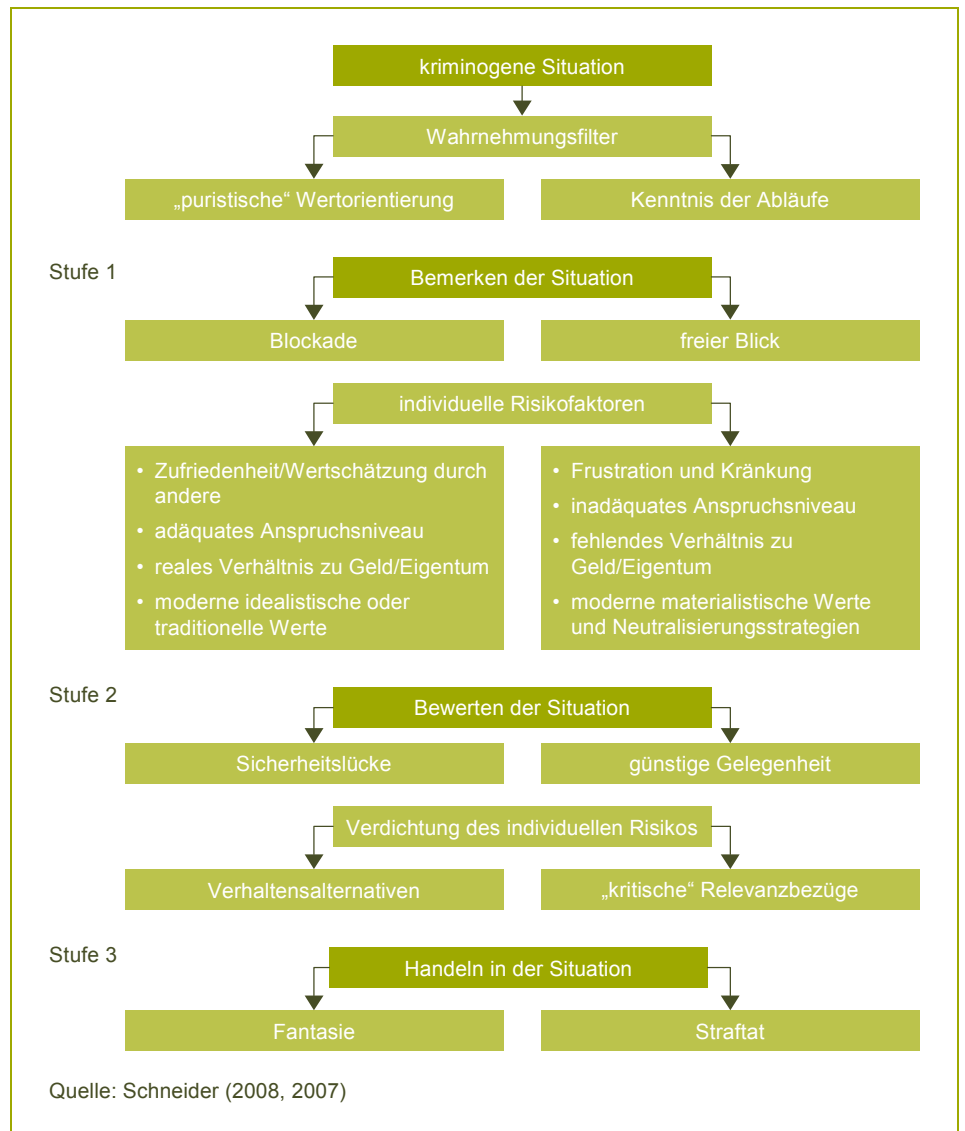 kriminogene Situation
Wahrnehmungsfilter
„puristische“ Wertorientierung
Kenntnis der Abläufe
Stufe 1
Bemerken der Situation
Blockade
freier Blick
individuelle Risikofaktoren
• Zufriedenheit/Wertschätzung durch
andere
• adäquates Anspruchsniveau
• reales Verhältnis zu Geld/Eigentum
• moderne idealistische oder
traditionelle Werte
• Frustration und Kränkung
• inadäquates Anspruchsniveau
• fehlendes Verhältnis zu
Geld/Eigentum
• moderne materialistische Werte
und Neutralisierungsstrategien
Stufe 2
Bewerten der Situation
Sicherheitslücke
günstige Gelegenheit
Verdichtung des individuellen Risikos
Verhaltensalternativen
„kritische“ Relevanzbezüge
Stufe 3
Handeln in der Situation
Fantasie
Straftat
Quelle: Schneider (2008, 2007)